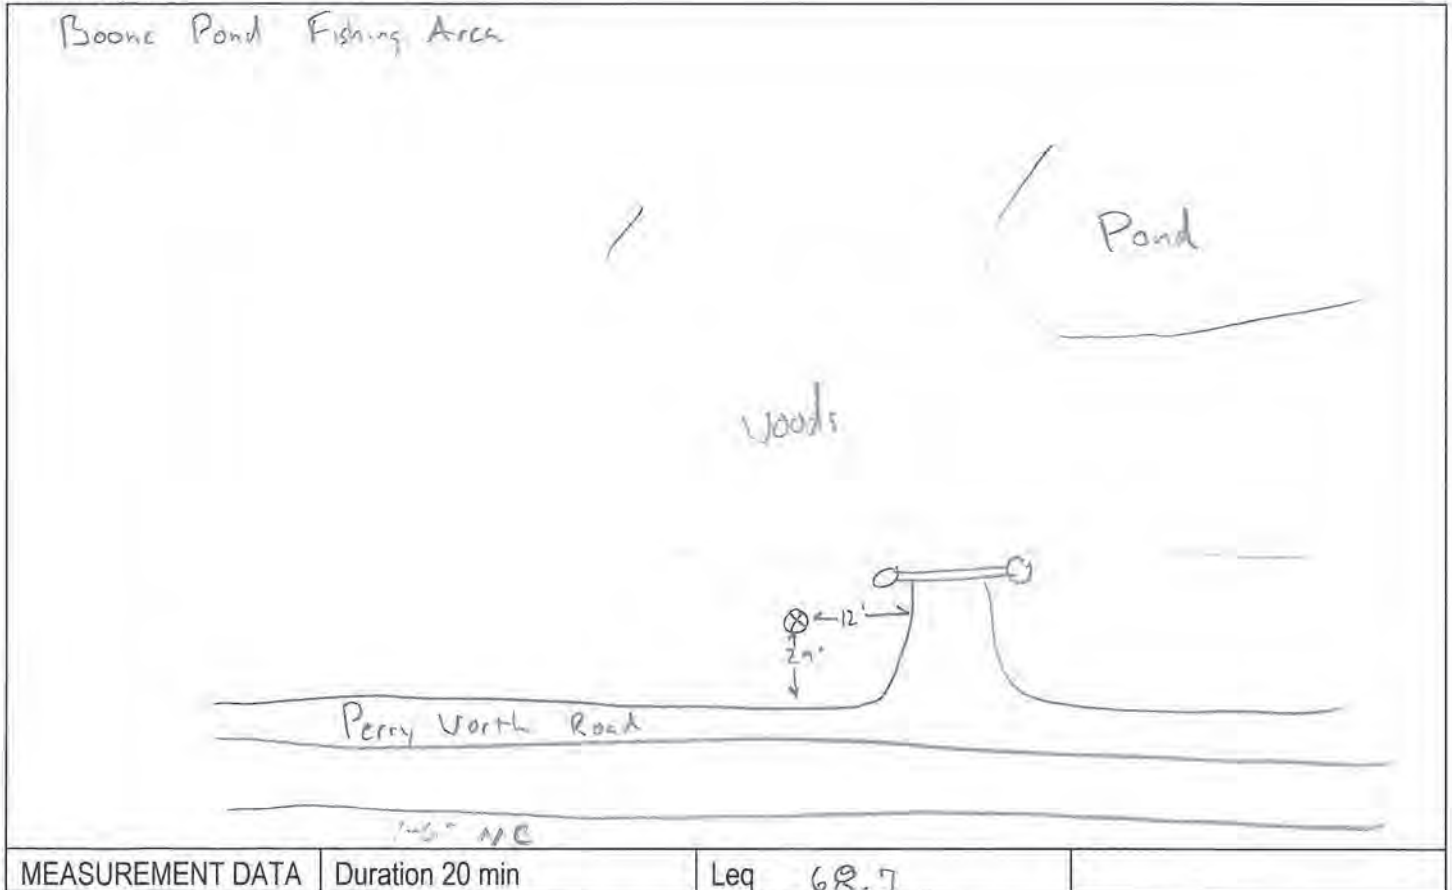 Boone Pond Fishing Area
Pond
Woods
12'
Perry Worth Road
MEASUREMENT DATA Duration 20 min Leq 68.7